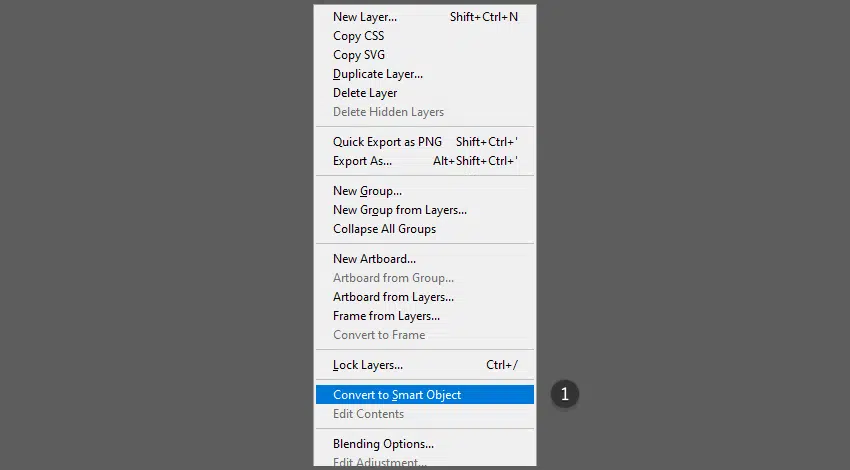 New Layer... Shift+Ctrl+N
Copy CSS
Copy SVG
Duplicate Layer...
Delete Layer
Delete Hidden Layers
Quick Export as PNG Shift+Ctrl+'
Export As... Alt+Shift+Ctrl+'
New Group...
New Group from Layers...
Collapse All Groups
New Artboard...
Artboard from Group...
Artboard from Layers...
Frame from Layers...
Convert to Frame
Lock Layers... Ctrl+/
Convert to Smart Object 1
Edit Contents
Blending Options...
Edit Adjustment...